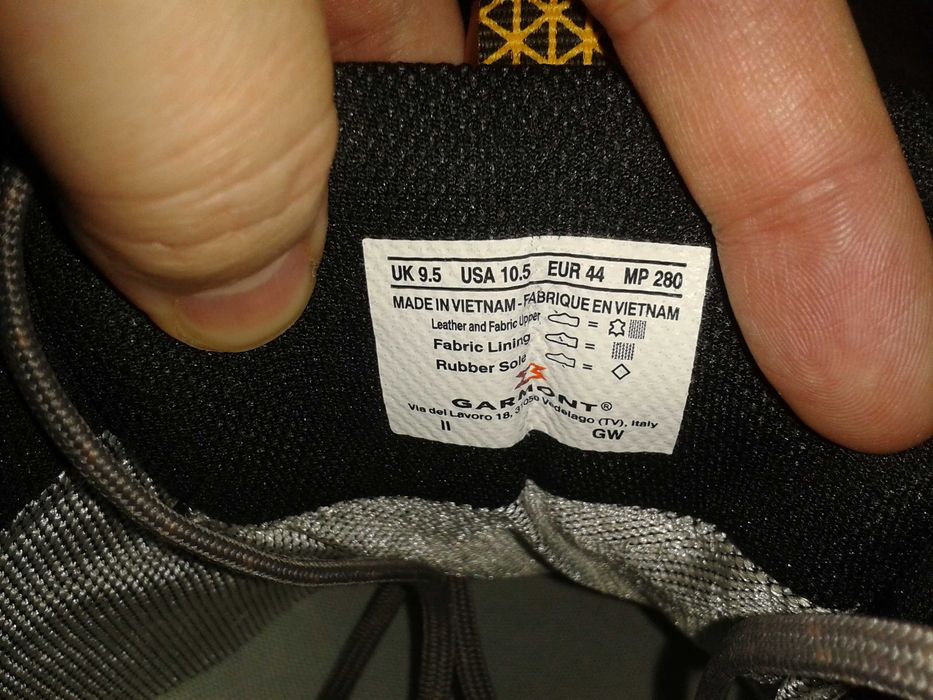 UK 9.5 USA 10.5 EUR 44 MP 280
MADE IN VIETNAM - FABRIQUE EN VIETNAM
Leather and Fabric Upper =
Fabric Lining =
Rubber Sole =
GARMONT®
Via del Lavoro 18, 31050 Vedelago (TV), Italy
II GW